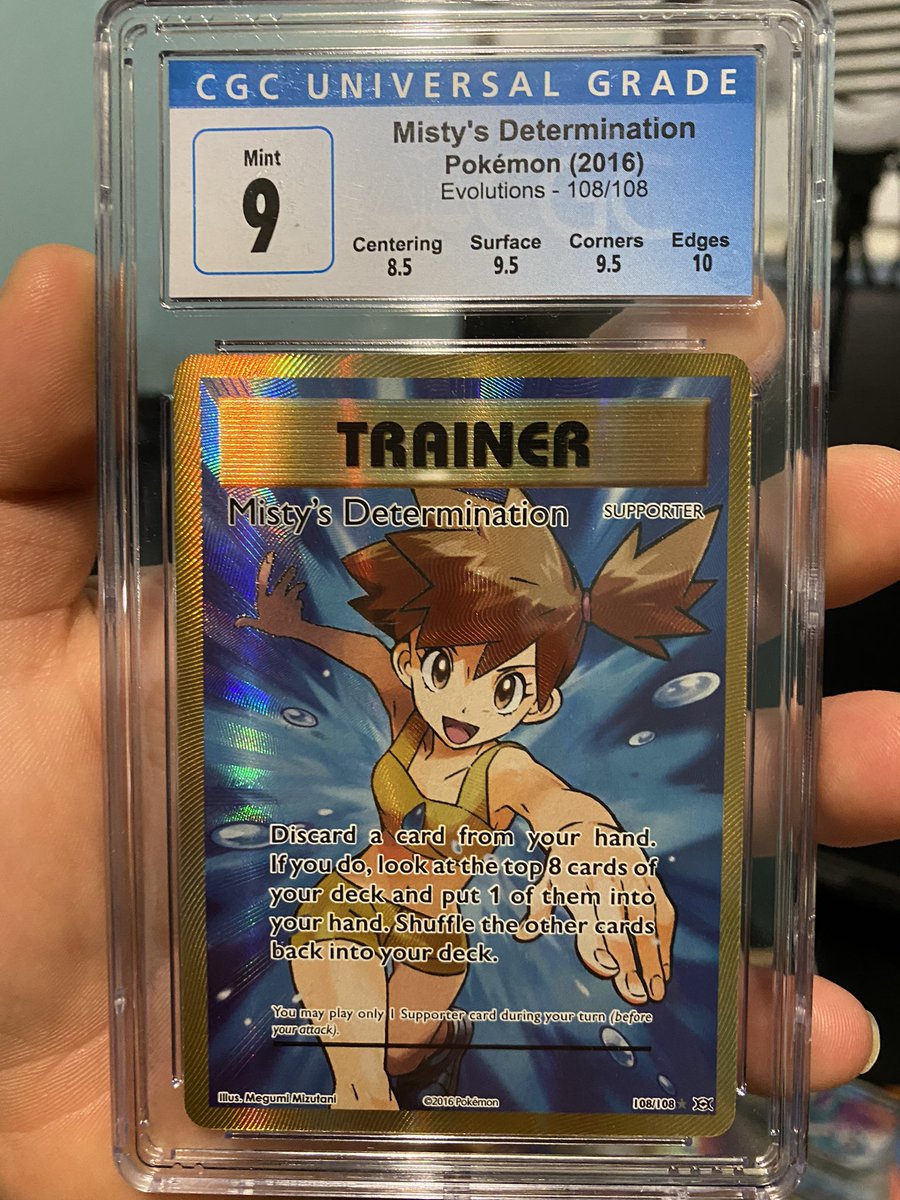 CGC UNIVERSAL GRADE
Mint
9
Misty's Determination
Pokémon (2016)
Evolutions - 108/108
Centering Surface Corners Edges
8.5 9.5 9.5 10
TRAINER
Misty's Determination SUPPORTER
Discard a card from your hand.
If you do, look at the top 8 cards of
your deck and put 1 of them into
your hand. Shuffle the other cards
back into your deck.
You may play only 1 Supporter card during your turn (before
your attack).
Illus. Megumi Mizutani ©2016 Pokémon 108/108